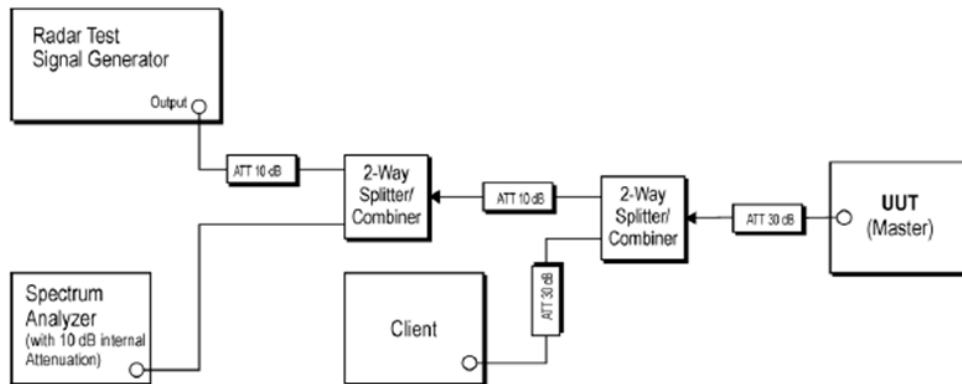 Radar Test
Signal Generator
Output
ATT 10 dB
2-Way
Splitter/
Combiner
ATT 10 dB
2-Way
Splitter/
Combiner
ATT 30 dB
UUT
(Master)
Spectrum
Analyzer
(with 10 dB internal
Attenuation)
Client
ATT 30 dB